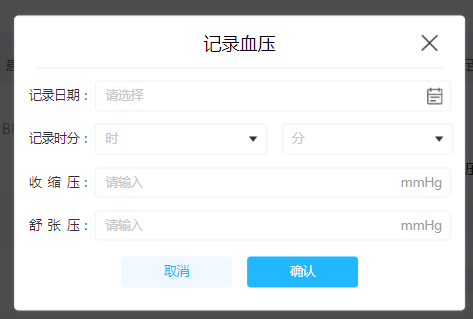 记录血压
记录日期： 请选择
记录时分： 时 分
收 缩 压： 请输入 mmHg
舒 张 压： 请输入 mmHg
取消 确认